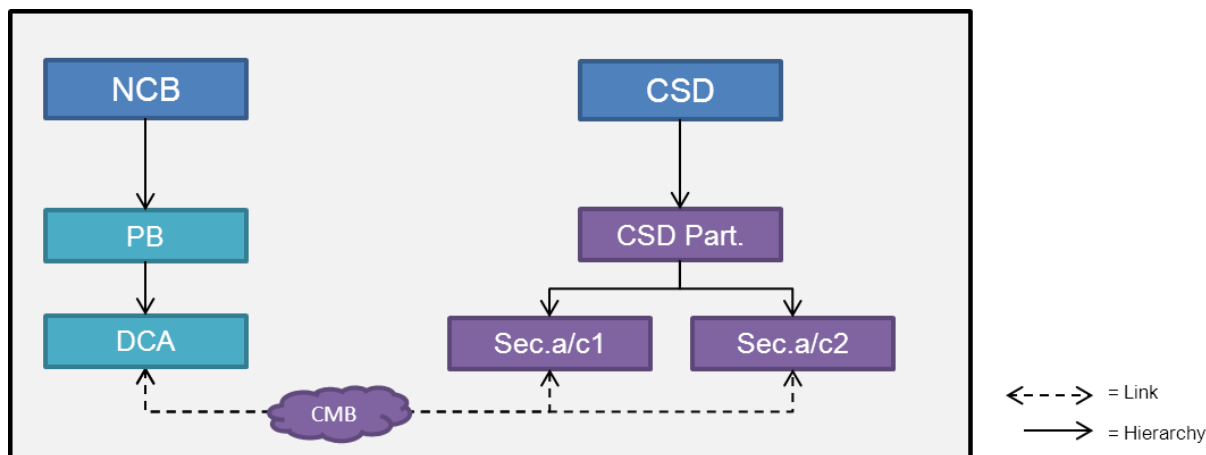 NCB
CSD
PB
CSD Part.
DCA
Sec.a/c1
Sec.a/c2
CMB
= Link
= Hierarchy